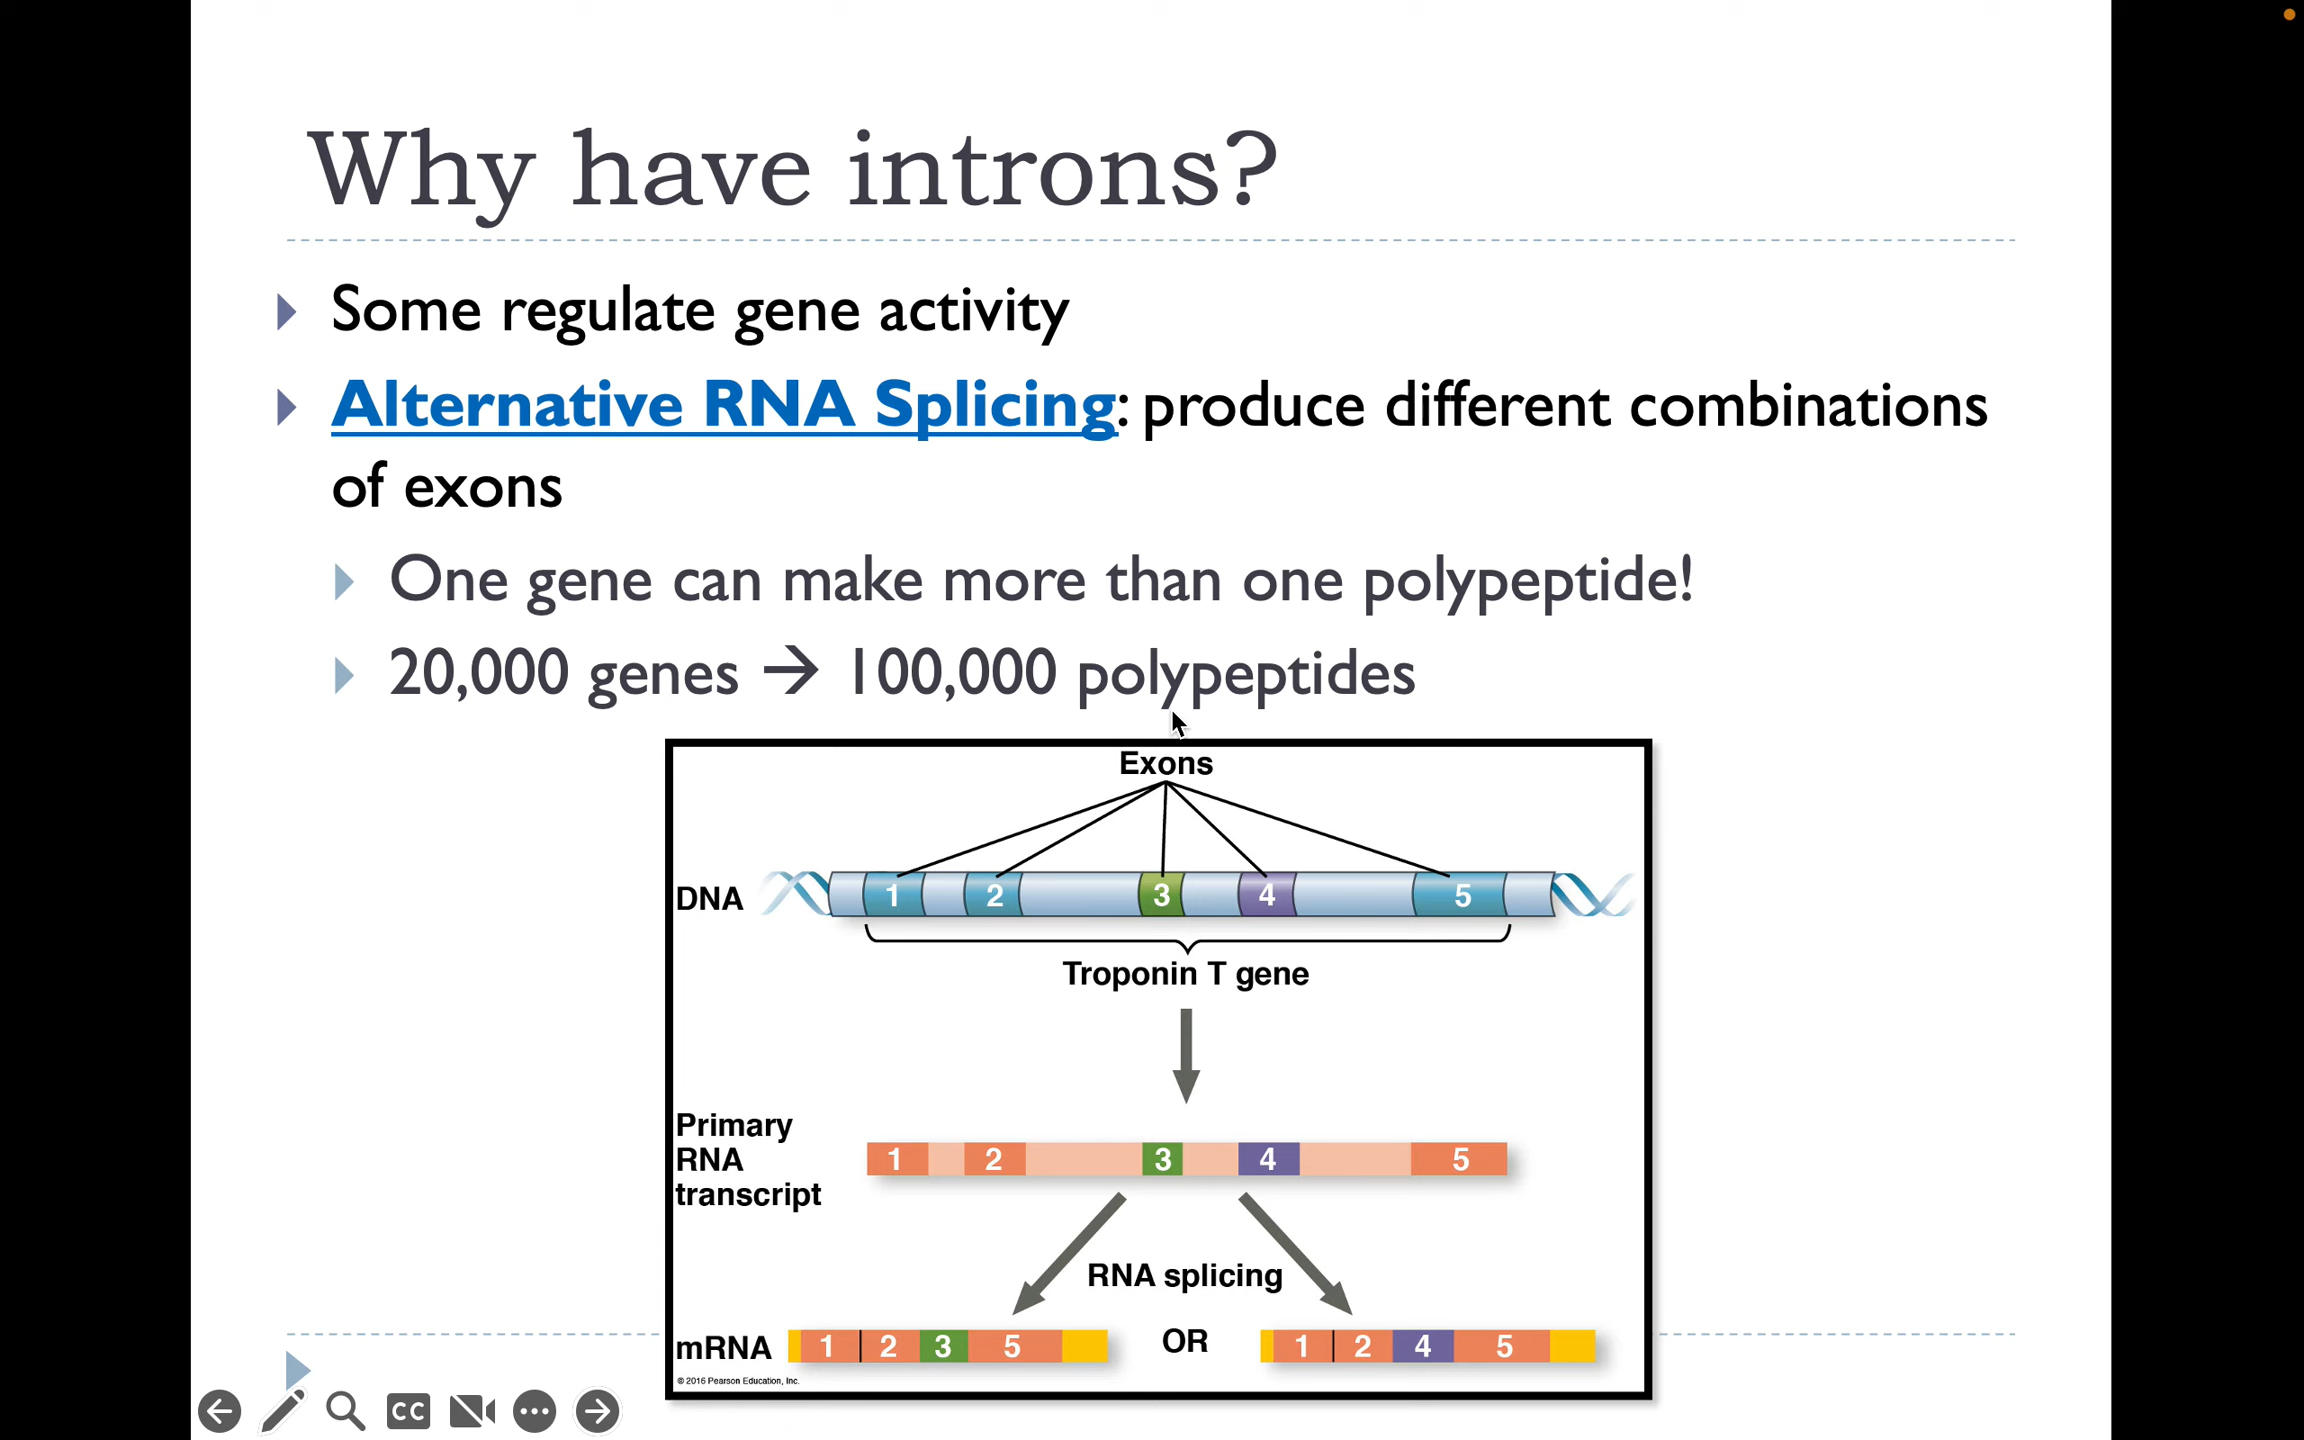 Why have introns?
Some regulate gene activity
Alternative RNA Splicing: produce different combinations
of exons
One gene can make more than one polypeptide!
20,000 genes → 100,000 polypeptides
Exons
DNA 1 2 3 4 5
Troponin T gene
Primary
RNA
transcript
1 2 3 4 5
RNA splicing
mRNA 1 2 3 5 OR 1 2 4 5
© 2016 Pearson Education, Inc.
CC